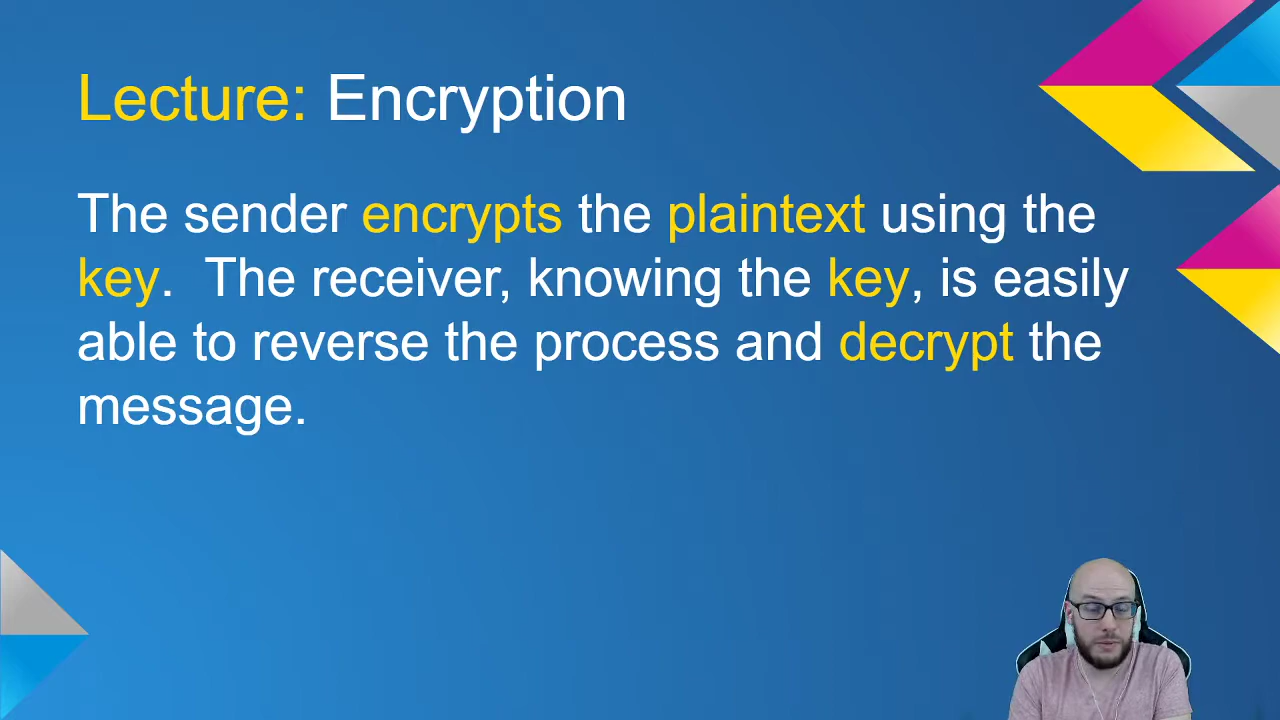 Lecture: Encryption
The sender encrypts the plaintext using the
key.  The receiver, knowing the key, is easily
able to reverse the process and decrypt the
message.